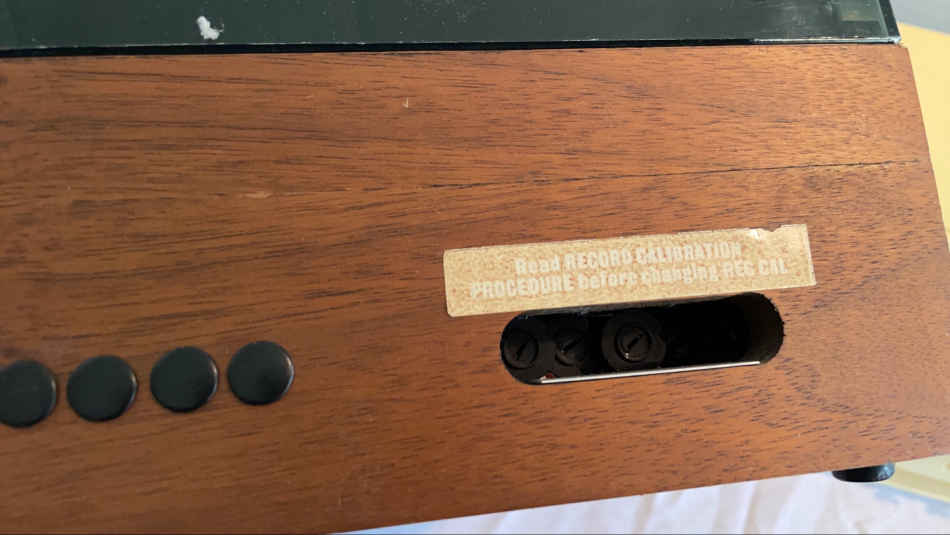 Read RECORD CALIBRATION
PROCEDURE before changing REC CAL